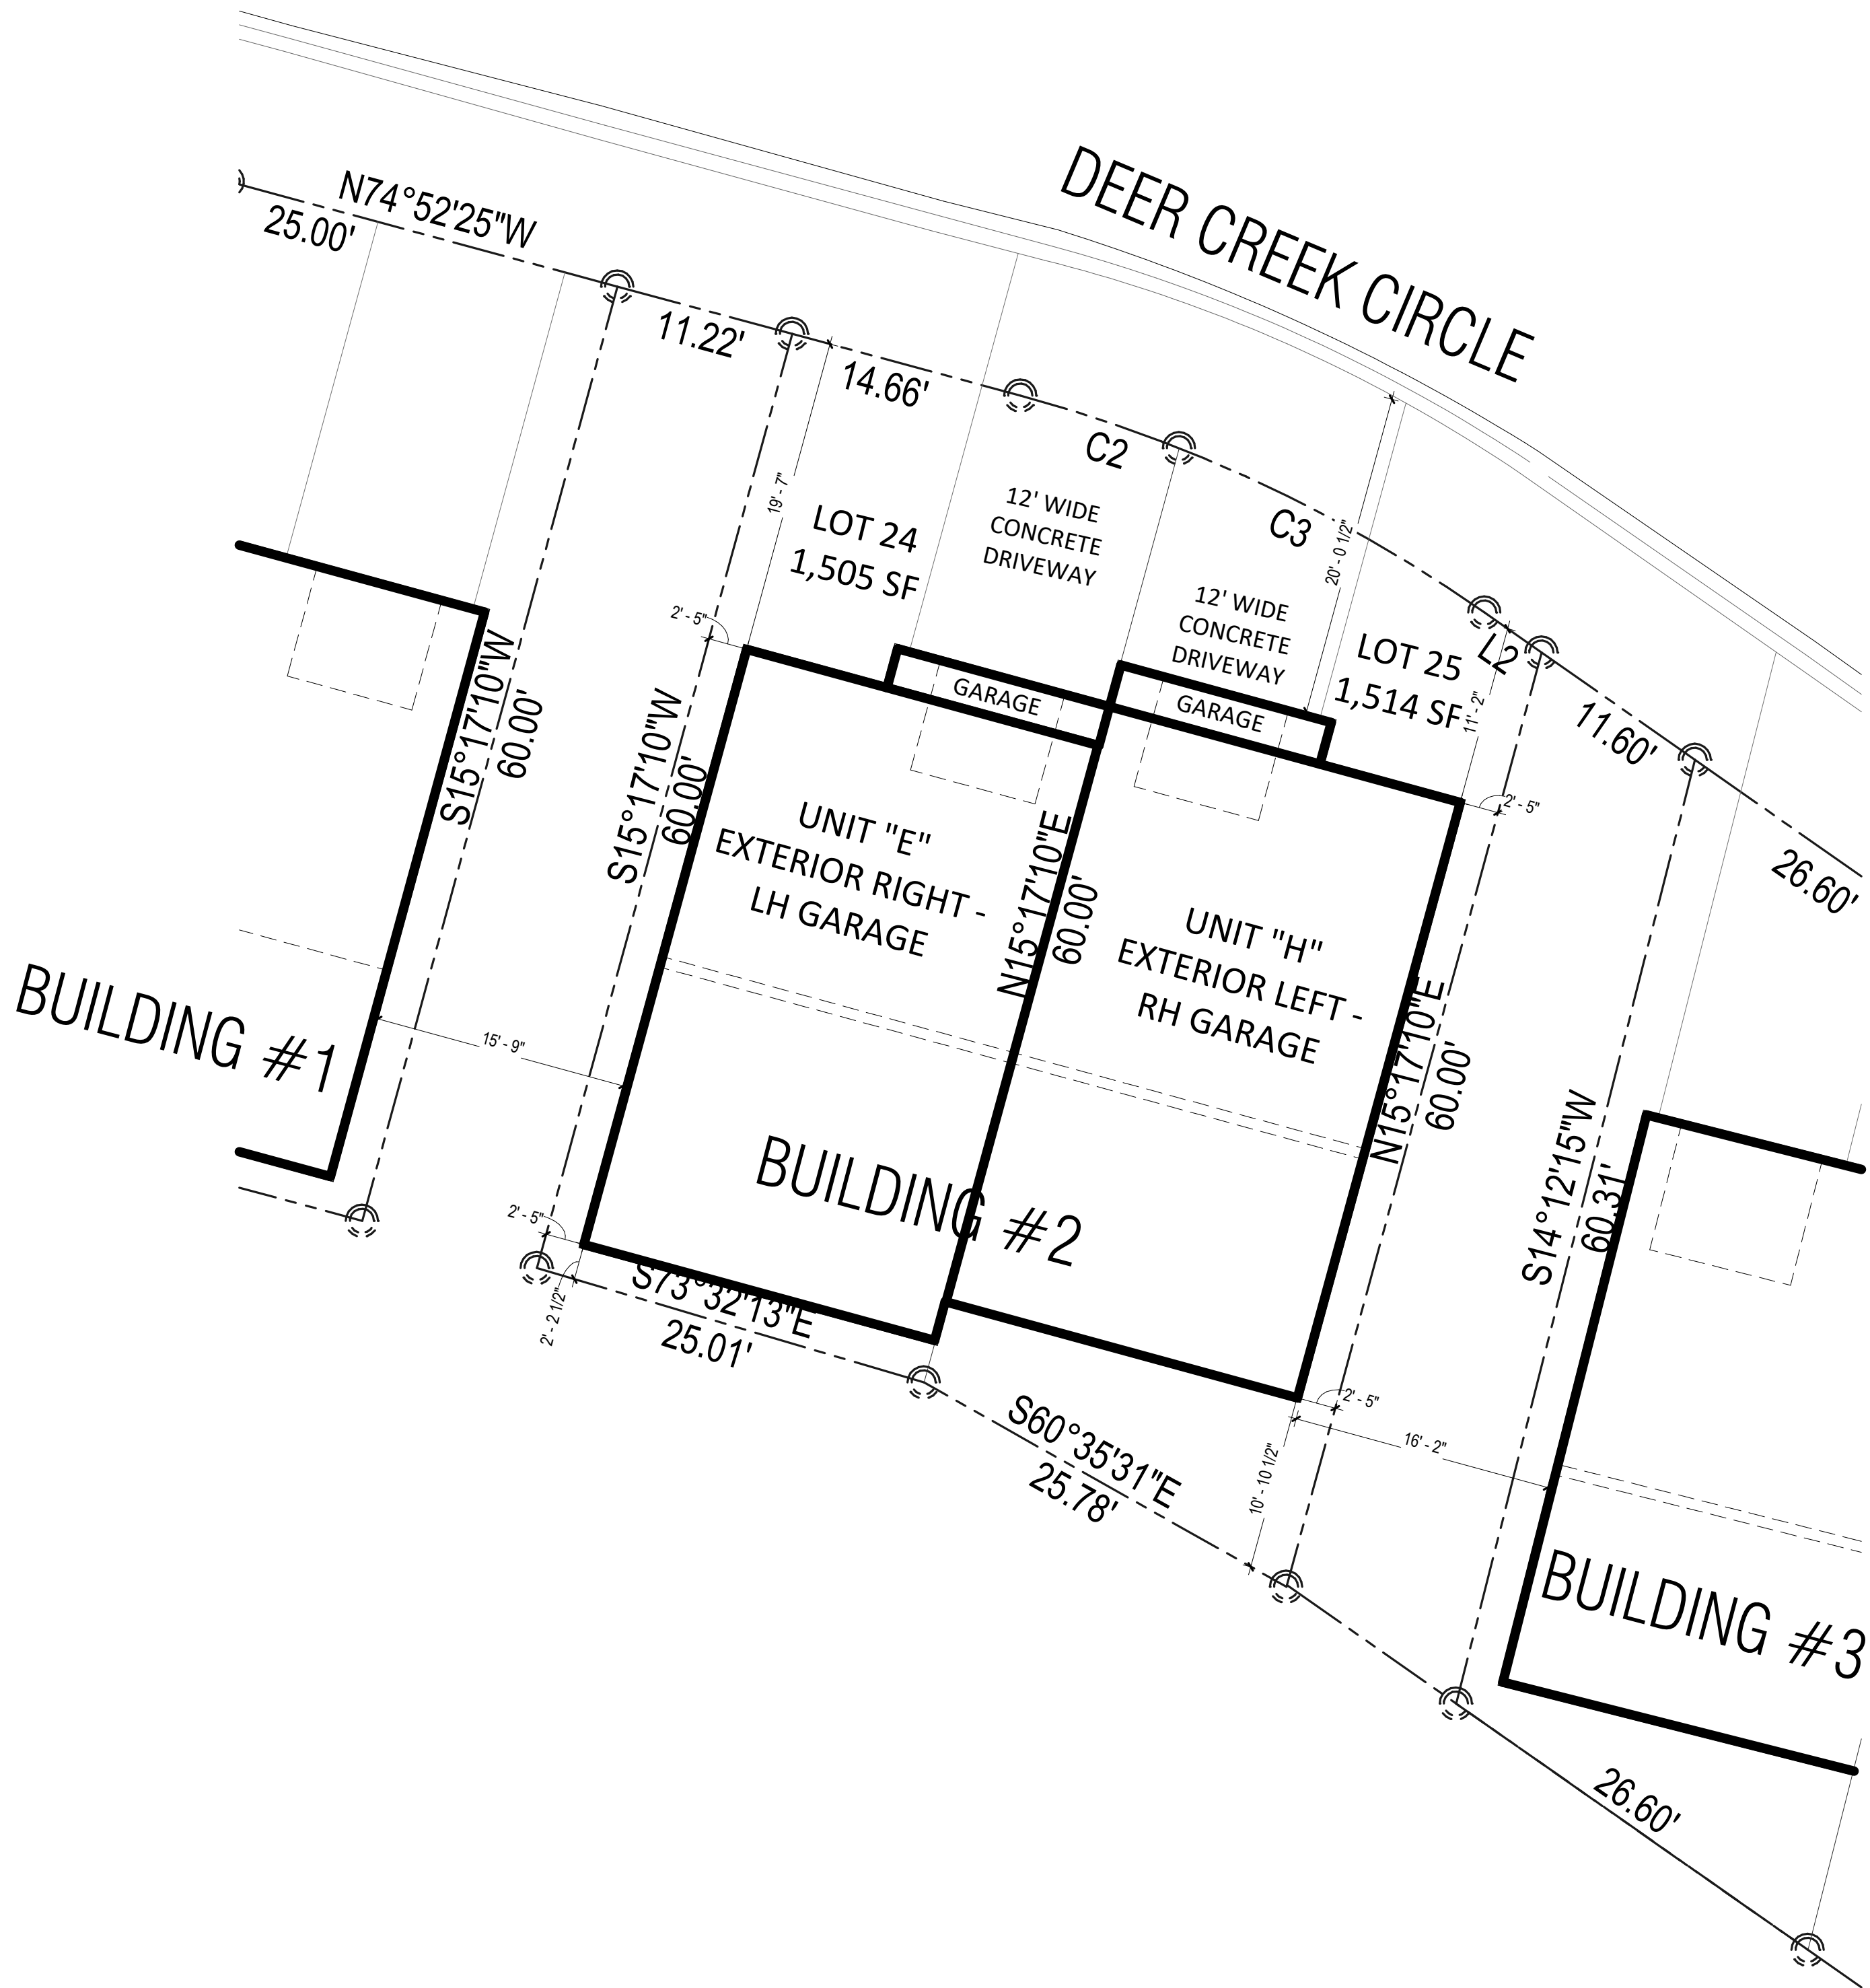 DEER CREEK CIRCLE
N74°52'25"W
25.00'
11.22'
14.66'
C2
C3
L2
11.60'
26.60'
19' - 7"
LOT 24
1,505 SF
12' WIDE
CONCRETE
DRIVEWAY
12' WIDE
CONCRETE
DRIVEWAY
20' - 0 1/2"
LOT 25
1,514 SF
11' - 2"
2' - 5"
GARAGE
GARAGE
2' - 5"
S15°17'10"W
60.00'
S15°17'10"W
60.00'
UNIT "E"
EXTERIOR RIGHT -
LH GARAGE
N15°17'10"E
60.00'
UNIT "H"
EXTERIOR LEFT -
RH GARAGE
N15°17'10"E
60.00'
S14°12'15"W
60.31'
BUILDING #1
15' - 9"
BUILDING #2
2' - 5"
2' - 2 1/2"
S73°32'13"E
25.01'
S60°35'31"E
25.78'
10' - 10 1/2"
2' - 5"
16' - 2"
BUILDING #3
26.60'